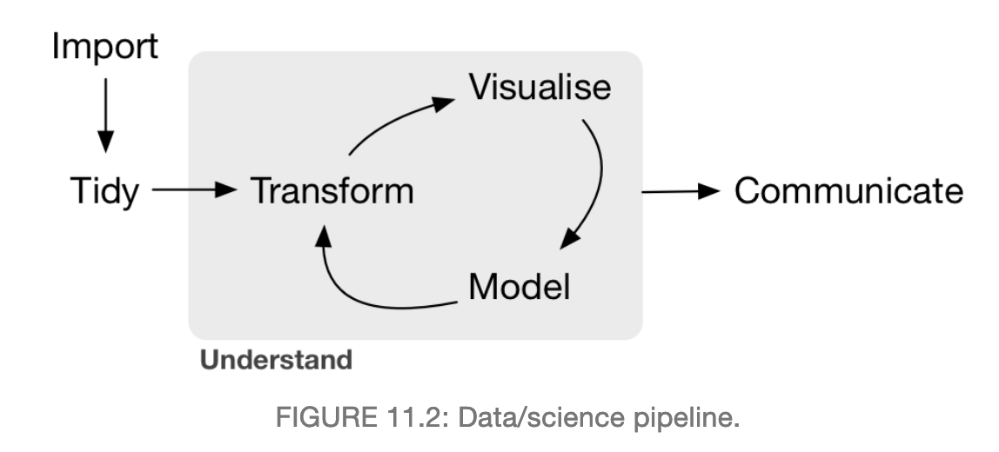 Import
Visualise
Tidy
Transform
Communicate
Model
Understand
FIGURE 11.2: Data/science pipeline.